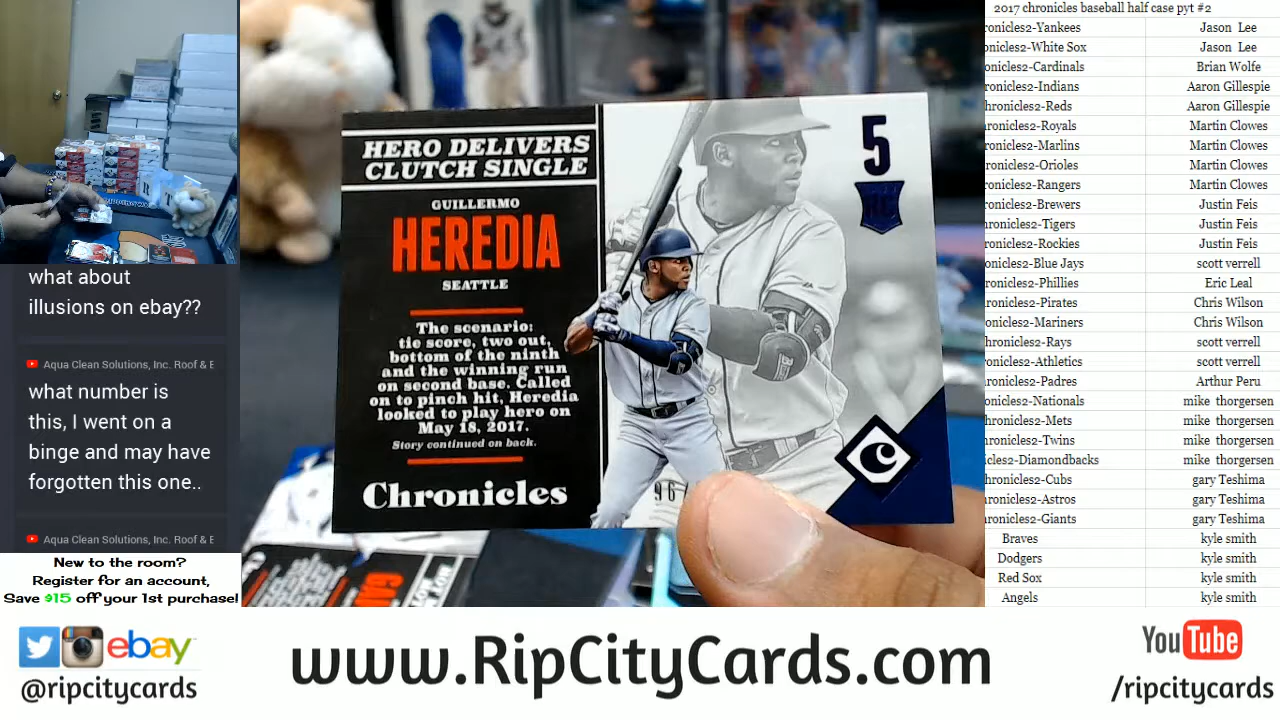 what about
illusions on ebay??
Aqua Clean Solutions, Inc. Roof & E
what number is
this, I went on a
binge and may have
forgotten this one..
Aqua Clean Solutions, Inc. Roof & E
New to the room?
Register for an account,
Save $15 off your 1st purchase!
HERO DELIVERS
CLUTCH SINGLE
GUILLERMO
HEREDIA
SEATTLE
The scenario:
tie score, two out,
bottom of the ninth
and the winning run
on second base. Called
on to pinch hit, Heredia
looked to play hero on
May 18, 2017.
Story continued on back.
Chronicles
5
RC
C
96/
2017 chronicles baseball half case pyt #2
ronicles2-Yankees Jason Lee
onicles2-White Sox Jason Lee
onicles2-Cardinals Brian Wolfe
ronicles2-Indians Aaron Gillespie
hronicles2-Reds Aaron Gillespie
ronicles2-Royals Martin Clowes
ronicles2-Marlins Martin Clowes
ronicles2-Orioles Martin Clowes
ronicles2-Rangers Martin Clowes
ronicles2-Brewers Justin Feis
ronicles2-Tigers Justin Feis
ronicles2-Rockies Justin Feis
onicles2-Blue Jays scott verrell
ronicles2-Phillies Eric Leal
ronicles2-Pirates Chris Wilson
onicles2-Mariners Chris Wilson
hronicles2-Rays scott verrell
onicles2-Athletics scott verrell
ronicles2-Padres Arthur Peru
onicles2-Nationals mike thorgersen
hronicles2-Mets mike thorgersen
ronicles2-Twins mike thorgersen
icles2-Diamondbacks mike thorgersen
hronicles2-Cubs gary Teshima
ronicles2-Astros gary Teshima
ronicles2-Giants gary Teshima
Braves kyle smith
Dodgers kyle smith
Red Sox kyle smith
Angels kyle smith
ebay
@ripcitycards
www.RipCityCards.com
YouTube
/ripcitycards